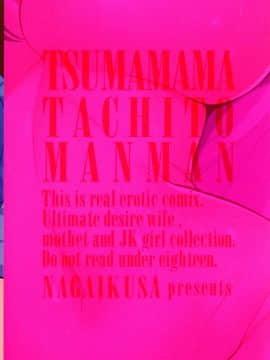 TSUMAMAMA
TACHITO
MANMAN
This is real erotic comix.
Ultimate desire wife,
mothet and JK girl collection.
Do not read under eighteen.
NAGAIKUSA presents